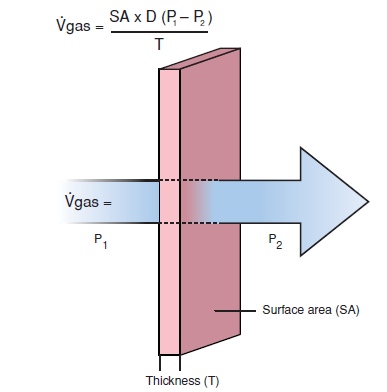 V̇gas = SA x D (P₁ – P₂)
T
V̇gas =
P₁
P₂
Surface area (SA)
Thickness (T)